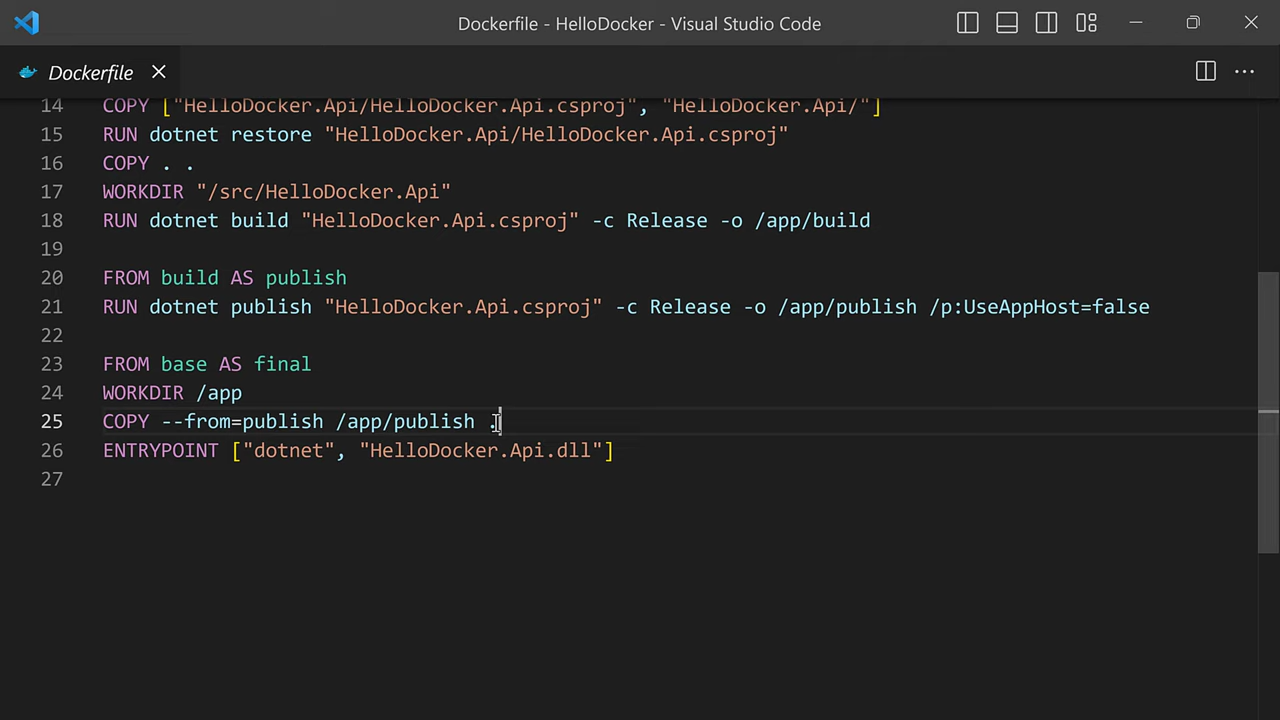 Dockerfile - HelloDocker - Visual Studio Code
Dockerfile
14 COPY ["HelloDocker.Api/HelloDocker.Api.csproj", "HelloDocker.Api/"]
15 RUN dotnet restore "HelloDocker.Api/HelloDocker.Api.csproj"
16 COPY . .
17 WORKDIR "/src/HelloDocker.Api"
18 RUN dotnet build "HelloDocker.Api.csproj" -c Release -o /app/build
19
20 FROM build AS publish
21 RUN dotnet publish "HelloDocker.Api.csproj" -c Release -o /app/publish /p:UseAppHost=false
22
23 FROM base AS final
24 WORKDIR /app
25 COPY --from=publish /app/publish .
26 ENTRYPOINT ["dotnet", "HelloDocker.Api.dll"]
27